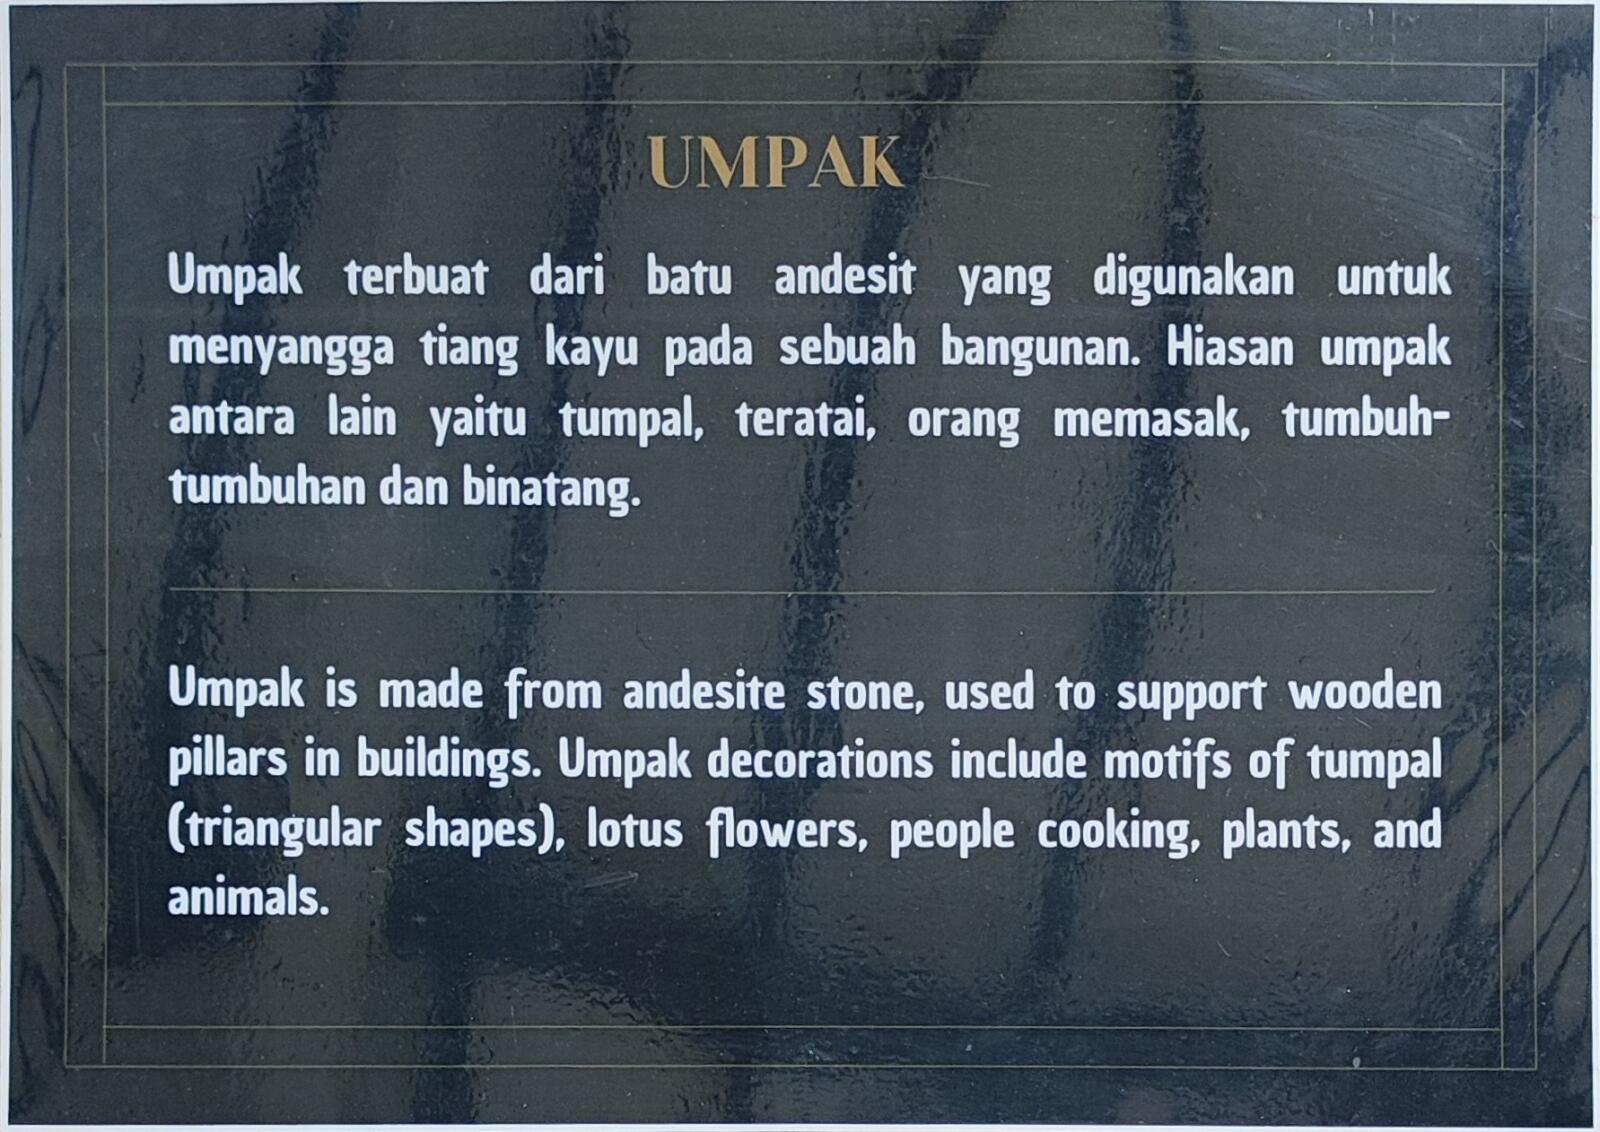 UMPAK
Umpak terbuat dari batu andesit yang digunakan untuk
menyangga tiang kayu pada sebuah bangunan. Hiasan umpak
antara lain yaitu tumpal, teratai, orang memasak, tumbuh-
tumbuhan dan binatang.
Umpak is made from andesite stone, used to support wooden
pillars in buildings. Umpak decorations include motifs of tumpal
(triangular shapes), lotus flowers, people cooking, plants, and
animals.